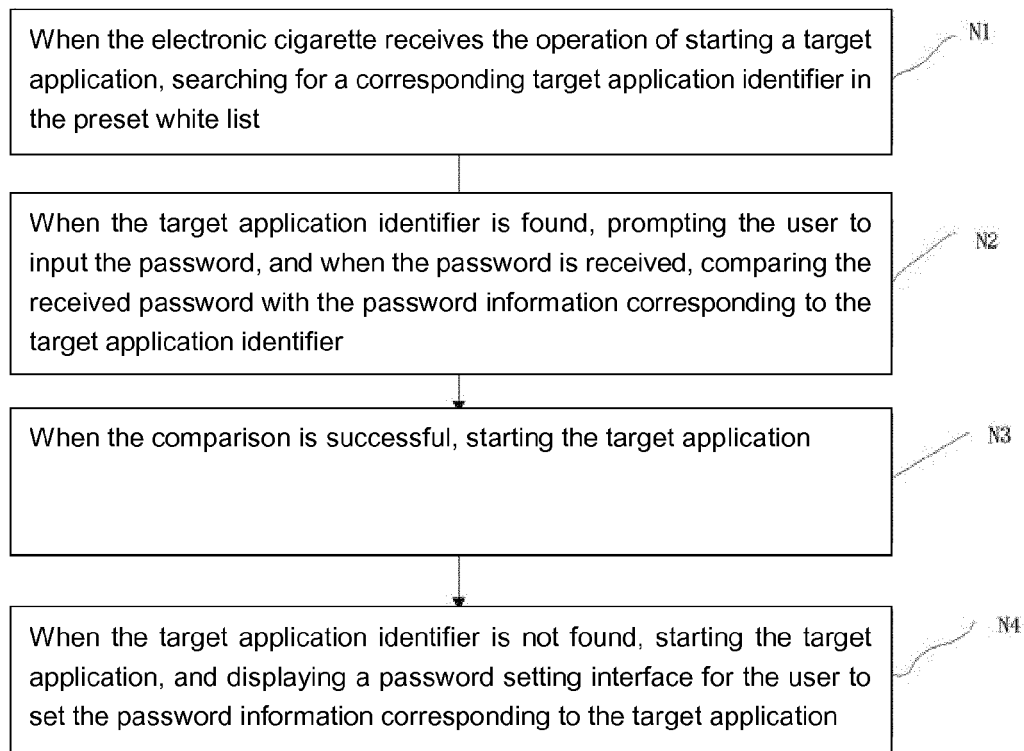 When the electronic cigarette receives the operation of starting a target
application, searching for a corresponding target application identifier in
the preset white list
N1
When the target application identifier is found, prompting the user to
input the password, and when the password is received, comparing the
received password with the password information corresponding to the
target application identifier
N2
When the comparison is successful, starting the target application
N3
When the target application identifier is not found, starting the target
application, and displaying a password setting interface for the user to
set the password information corresponding to the target application
N4